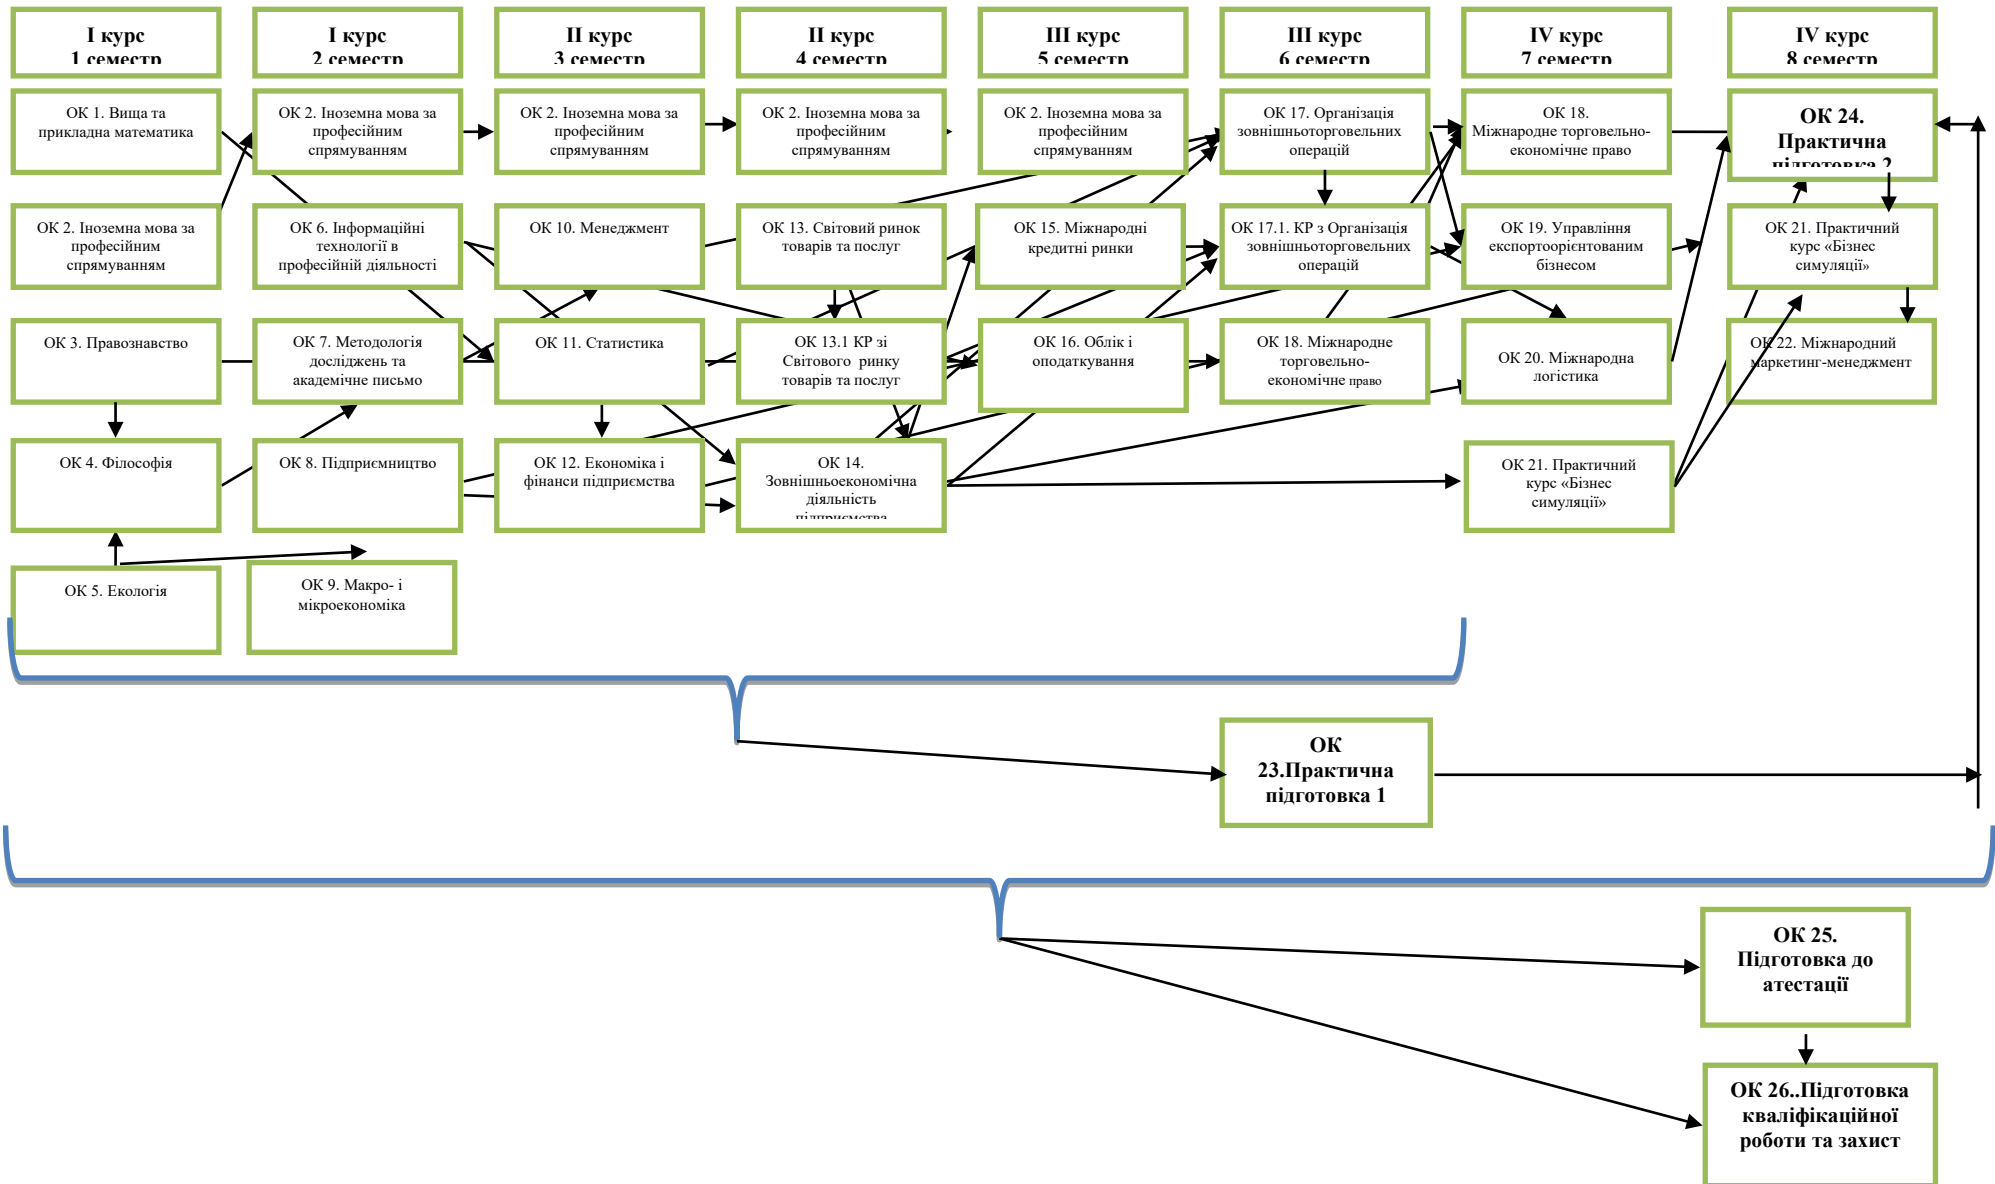 І курс
1 семестр
І курс
2 семестр
ІІ курс
3 семестр
ІІ курс
4 семестр
ІІІ курс
5 семестр
ІІІ курс
6 семестр
ІV курс
7 семестр
ІV курс
8 семестр
ОК 1. Вища та
прикладна математика
ОК 2. Іноземна мова за
професійним
спрямуванням
ОК 2. Іноземна мова за
професійним
спрямуванням
ОК 2. Іноземна мова за
професійним
спрямуванням
ОК 2. Іноземна мова за
професійним
спрямуванням
ОК 17. Організація
зовнішньоторговельних
операцій
ОК 18.
Міжнародне торговельно-
економічне право
ОК 24.
Практична
підготовка 2
ОК 2. Іноземна мова за
професійним
спрямуванням
ОК 6. Інформаційні
технології в
професійній діяльності
ОК 10. Менеджмент
ОК 13. Світовий ринок
товарів та послуг
ОК 15. Міжнародні
кредитні ринки
ОК 17.1. КР з Організація
зовнішньоторговельних
операцій
ОК 19. Управління
експортоорієнтованим
бізнесом
ОК 21. Практичний
курс «Бізнес
симуляції»
ОК 3. Правознавство
ОК 7. Методологія
досліджень та
академічне письмо
ОК 11. Статистика
ОК 13.1 КР зі
Світового ринку
товарів та послуг
ОК 16. Облік і
оподаткування
ОК 18. Міжнародне
торговельно-
економічне право
ОК 20. Міжнародна
логістика
ОК 22. Міжнародний
маркетинг-менеджмент
ОК 4. Філософія
ОК 8. Підприємництво
ОК 12. Економіка і
фінанси підприємства
ОК 14.
Зовнішньоекономічна
діяльність
підприємства
ОК 21. Практичний
курс «Бізнес
симуляції»
ОК 5. Екологія
ОК 9. Макро- і
мікроекономіка
ОК
23.Практична
підготовка 1
ОК 25.
Підготовка до
атестації
ОК 26..Підготовка
кваліфікаційної
роботи та захист